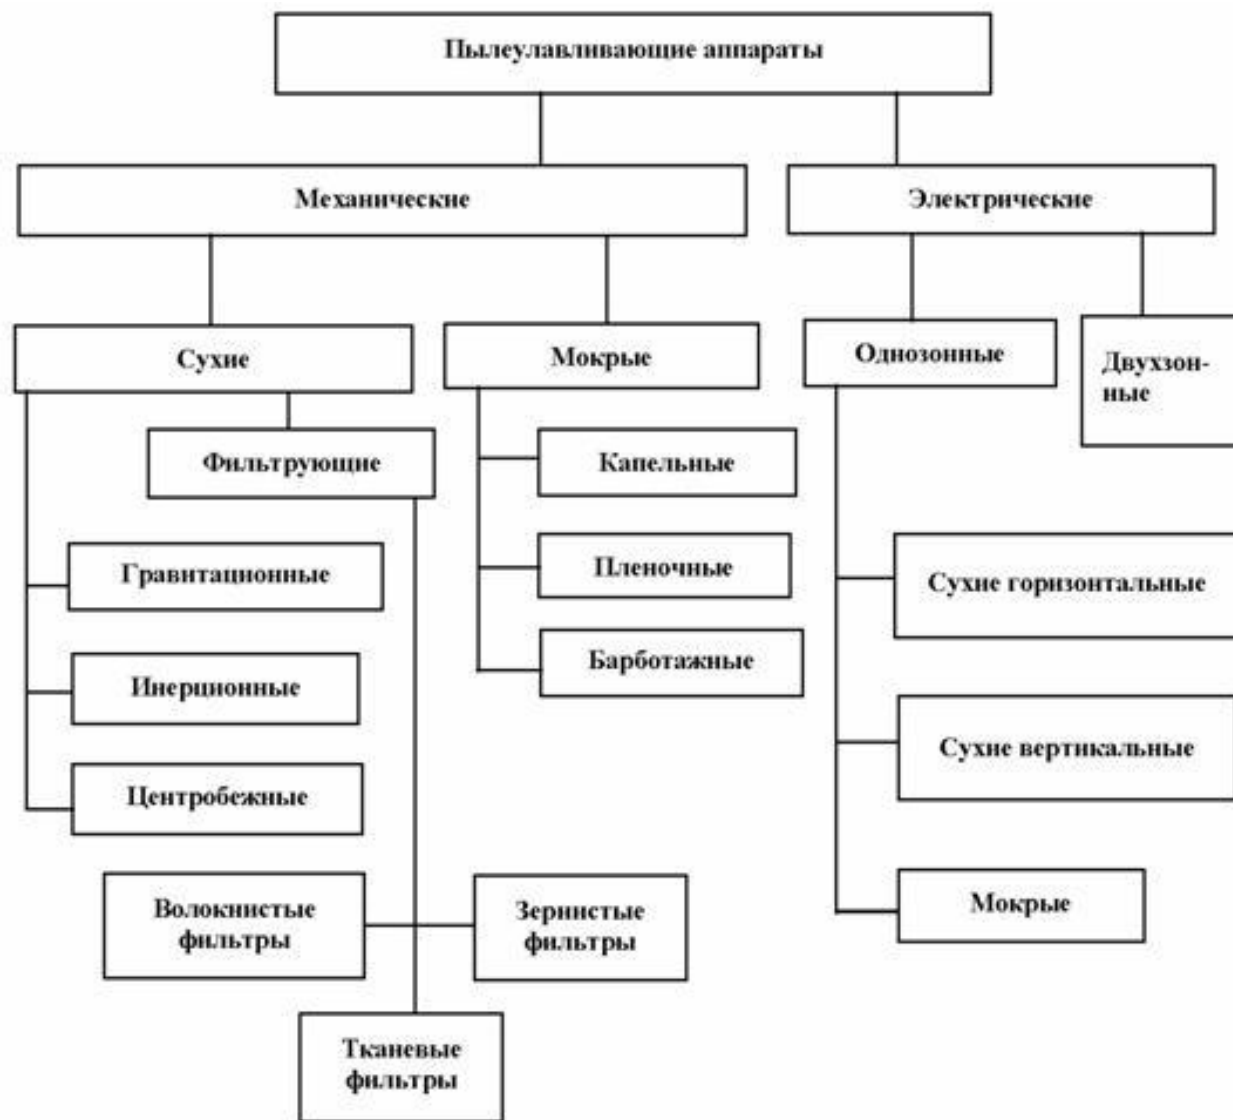 Пылеулавливающие аппараты
Механические
Электрические
Сухие
Мокрые
Однозонные
Двухзон-
ные
Фильтрующие
Капельные
Гравитационные
Пленочные
Сухие горизонтальные
Инерционные
Барботажные
Сухие вертикальные
Центробежные
Волокнистые
фильтры
Зернистые
фильтры
Мокрые
Тканевые
фильтры